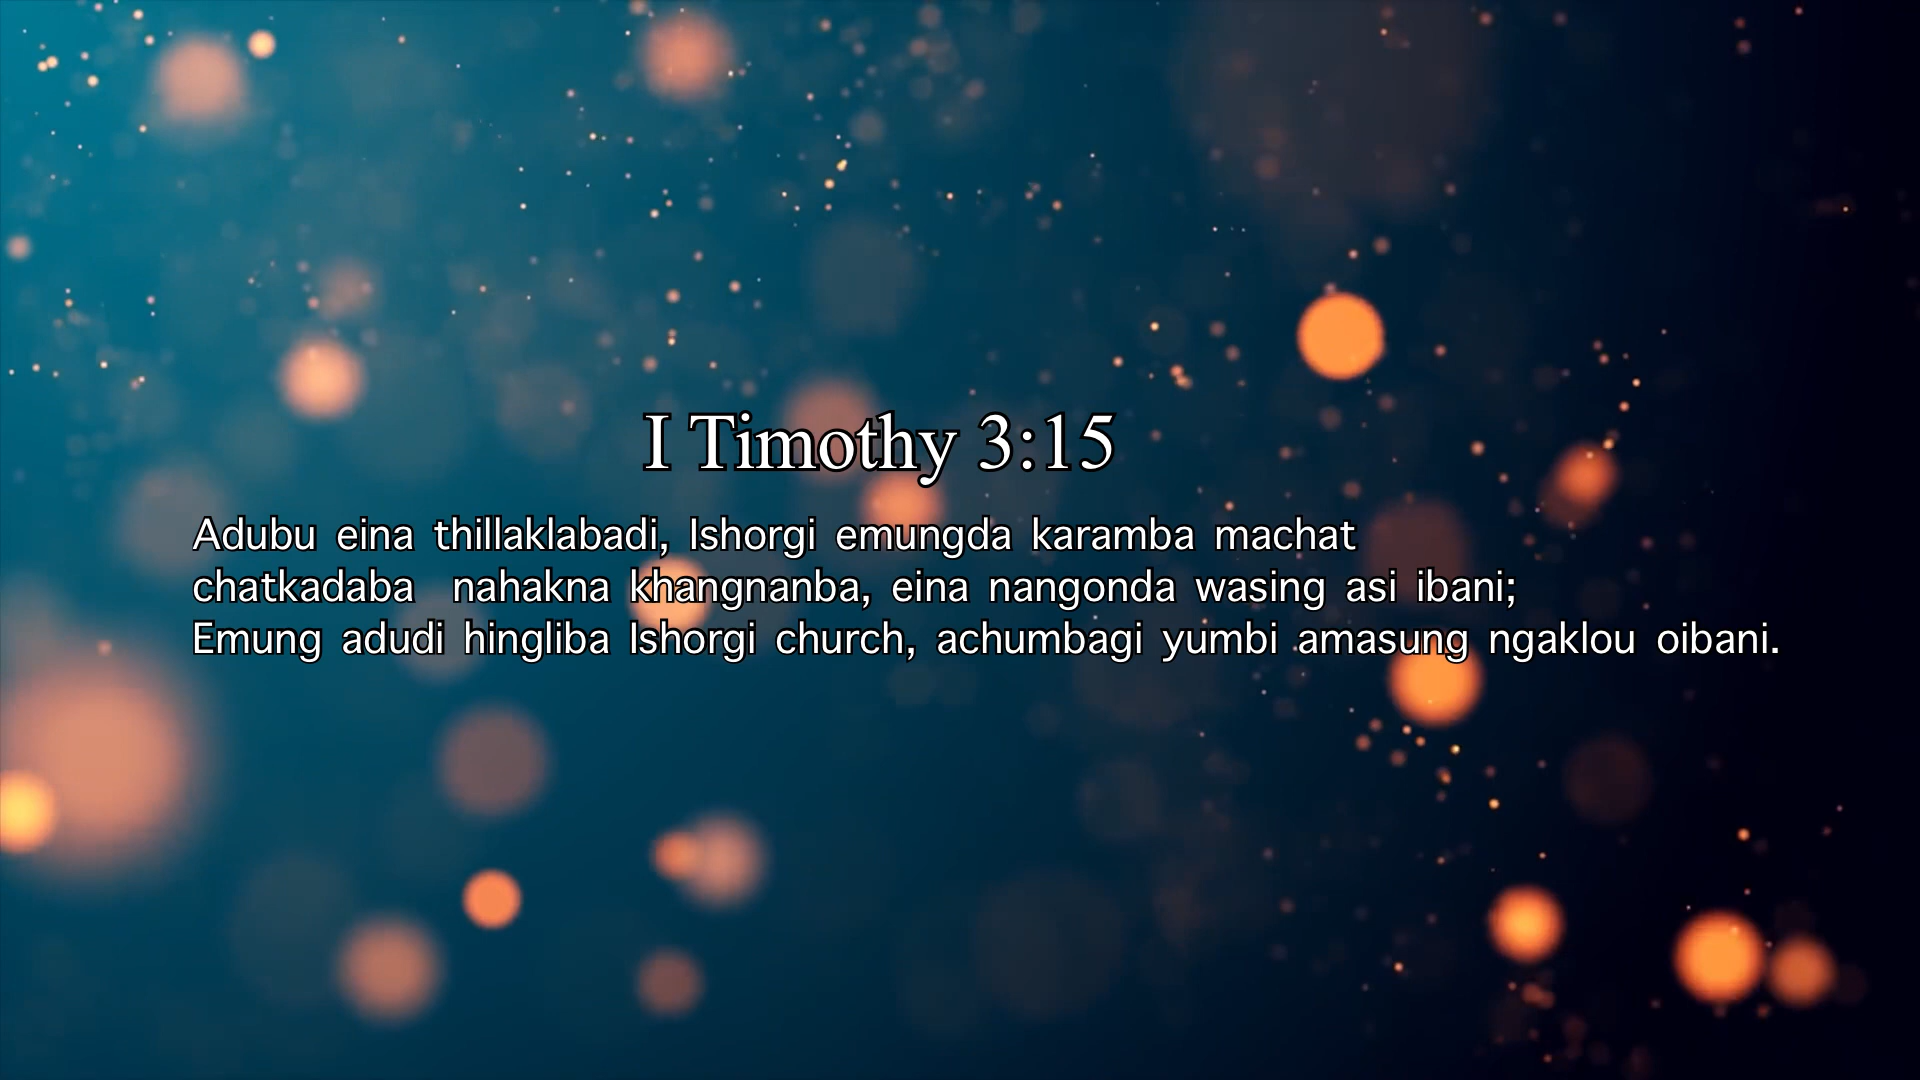 I Timothy 3:15
Adubu eina thillaklabadi, Ishorgi emungda karamba machat
chatkadaba nahakna khangnanba, eina nangonda wasing asi ibani;
Emung adudi hingliba Ishorgi church, achumbagi yumbi amasung ngaklou oibani.